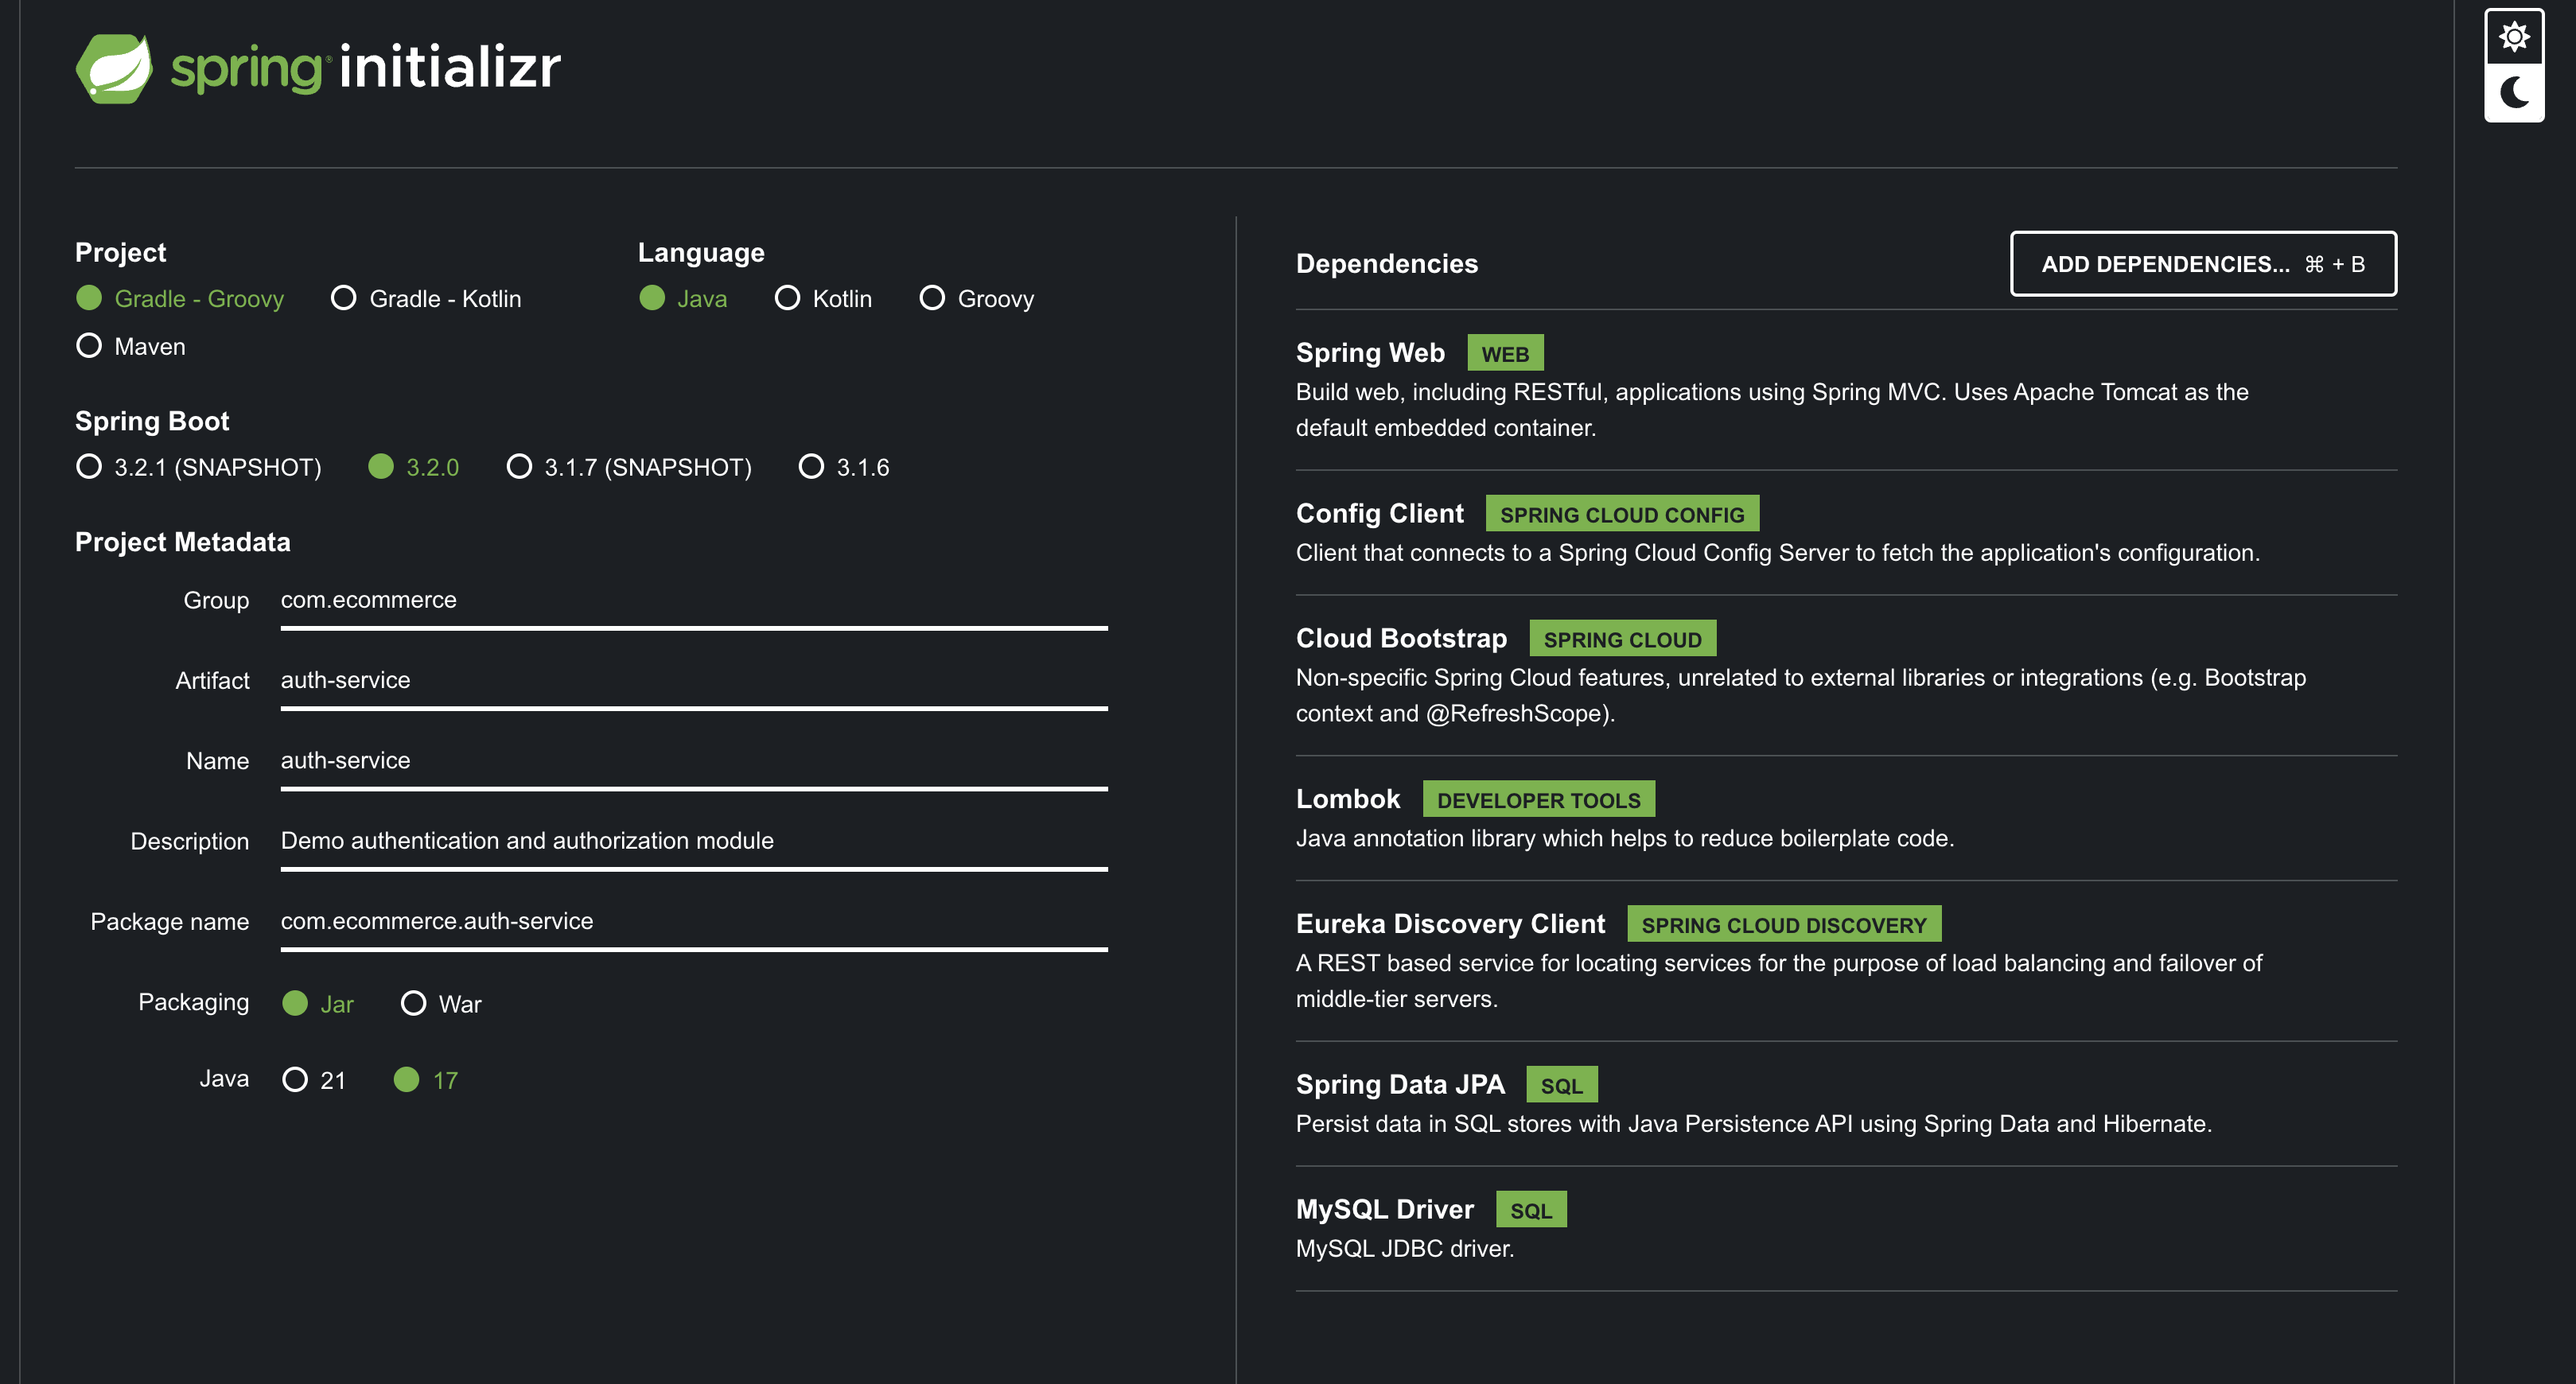 spring® initializr
Project
Gradle - Groovy Gradle - Kotlin
Maven
Language
Java Kotlin Groovy
Spring Boot
3.2.1 (SNAPSHOT) 3.2.0 3.1.7 (SNAPSHOT) 3.1.6
Project Metadata
Group com.ecommerce
Artifact auth-service
Name auth-service
Description Demo authentication and authorization module
Package name com.ecommerce.auth-service
Packaging Jar War
Java 21 17
Dependencies
ADD DEPENDENCIES... ⌘ + B
Spring Web WEB
Build web, including RESTful, applications using Spring MVC. Uses Apache Tomcat as the
default embedded container.
Config Client SPRING CLOUD CONFIG
Client that connects to a Spring Cloud Config Server to fetch the application's configuration.
Cloud Bootstrap SPRING CLOUD
Non-specific Spring Cloud features, unrelated to external libraries or integrations (e.g. Bootstrap
context and @RefreshScope).
Lombok DEVELOPER TOOLS
Java annotation library which helps to reduce boilerplate code.
Eureka Discovery Client SPRING CLOUD DISCOVERY
A REST based service for locating services for the purpose of load balancing and failover of
middle-tier servers.
Spring Data JPA SQL
Persist data in SQL stores with Java Persistence API using Spring Data and Hibernate.
MySQL Driver SQL
MySQL JDBC driver.